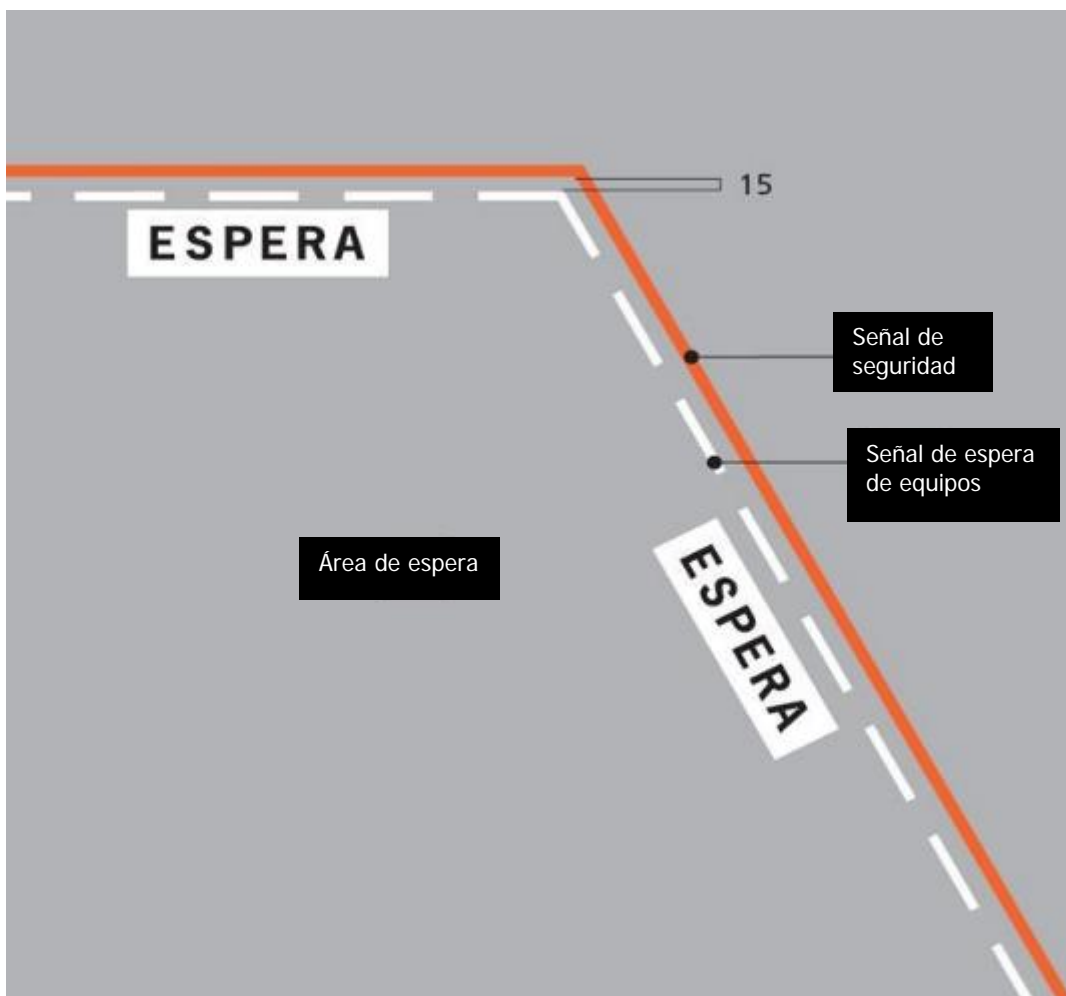 15
ESPERA
Señal de
seguridad
Señal de espera
de equipos
Área de espera
ESPERA